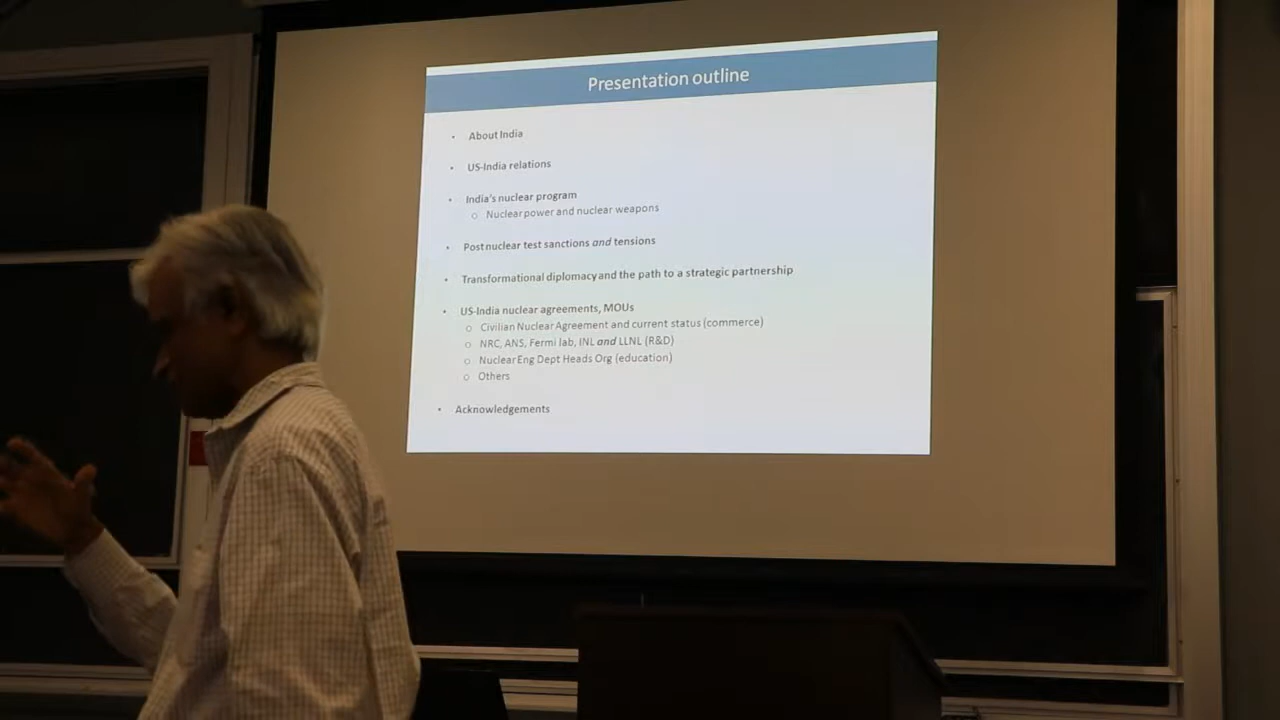 Presentation outline
• About India
• US-India relations
• India's nuclear program
o Nuclear power and nuclear weapons
• Post nuclear test sanctions and tensions
• Transformational diplomacy and the path to a strategic partnership
• US-India nuclear agreements, MOUs
o Civilian Nuclear Agreement and current status (commerce)
o NRC, ANS, Fermi lab, INL and LLNL (R&D)
o Nuclear Eng Dept Heads Org (education)
o Others
• Acknowledgements